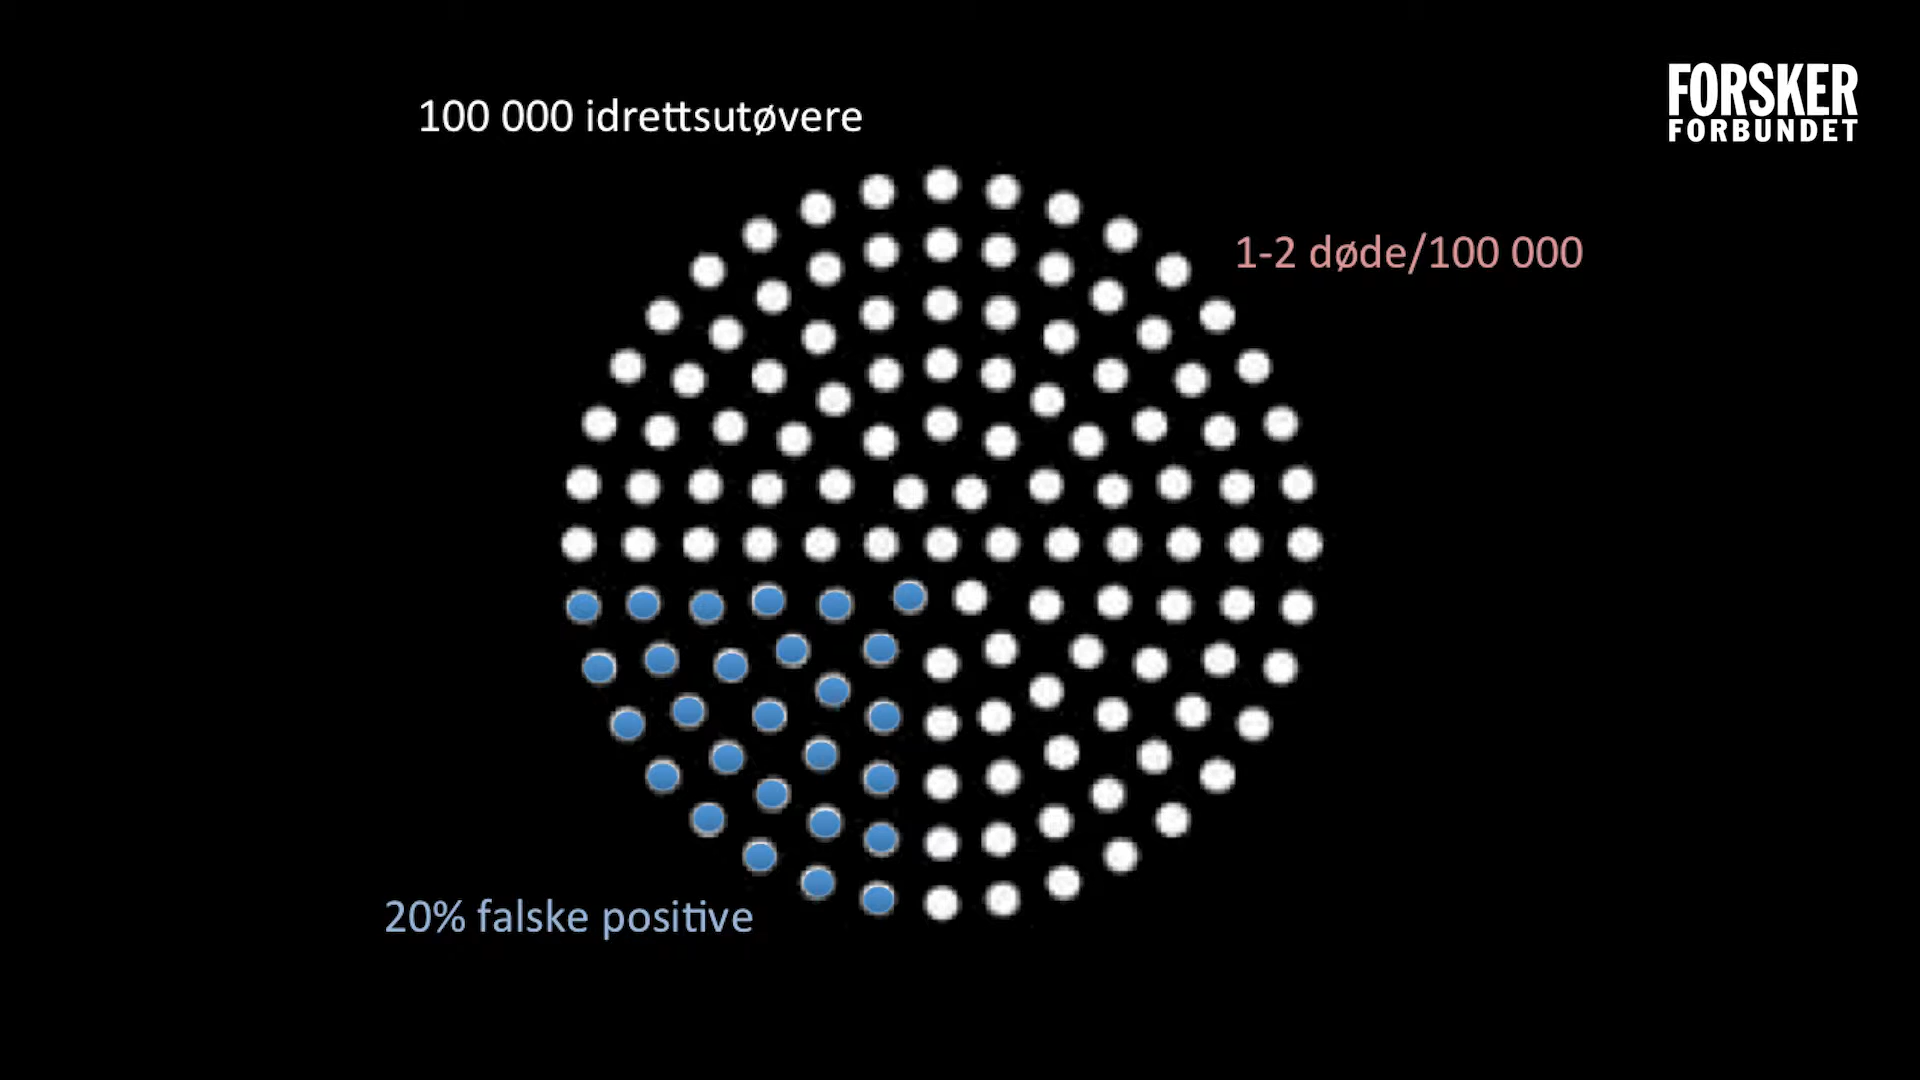 100 000 idrettsutøvere
FORSKER
FORBUNDET
1-2 døde/100 000
20% falske positive